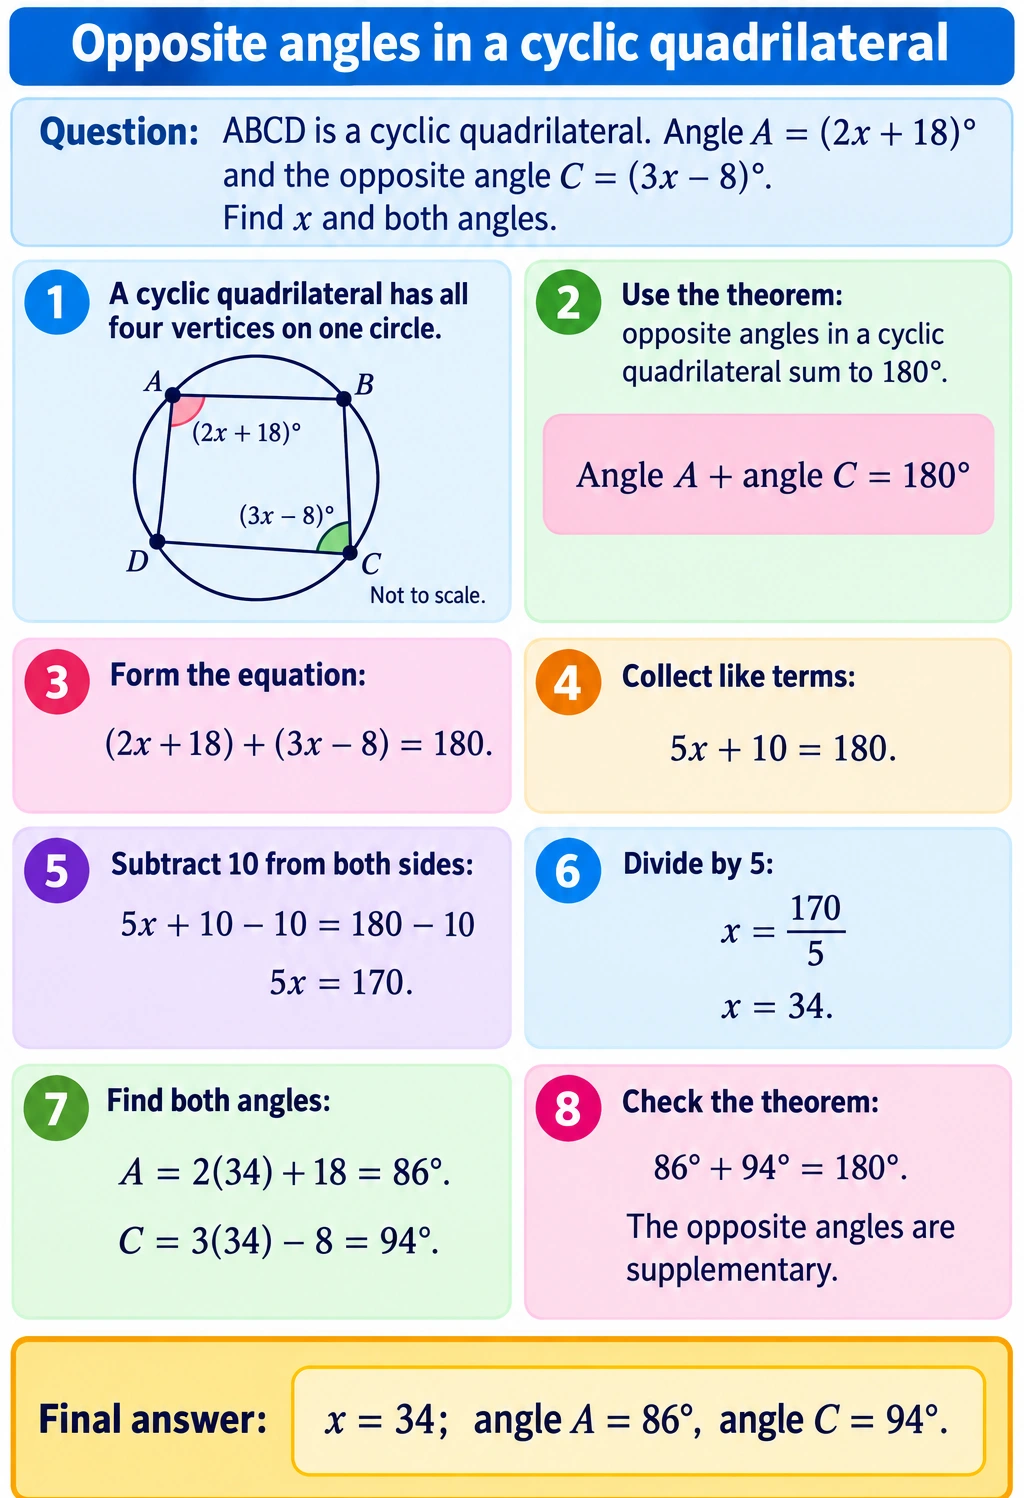 Opposite angles in a cyclic quadrilateral
Question: ABCD is a cyclic quadrilateral. Angle A = (2x + 18)°
and the opposite angle C = (3x − 8)°.
Find x and both angles.
1 A cyclic quadrilateral has all
four vertices on one circle.
A
B
(2x + 18)°
(3x − 8)°
D
C
Not to scale.
2 Use the theorem:
opposite angles in a cyclic
quadrilateral sum to 180°.
Angle A + angle C = 180°
3 Form the equation:
(2x + 18) + (3x − 8) = 180.
4 Collect like terms:
5x + 10 = 180.
5 Subtract 10 from both sides:
5x + 10 − 10 = 180 − 10
5x = 170.
6 Divide by 5:
x = 170/5
x = 34.
7 Find both angles:
A = 2(34) + 18 = 86°.
C = 3(34) − 8 = 94°.
8 Check the theorem:
86° + 94° = 180°.
The opposite angles are
supplementary.
Final answer: x = 34; angle A = 86°, angle C = 94°.